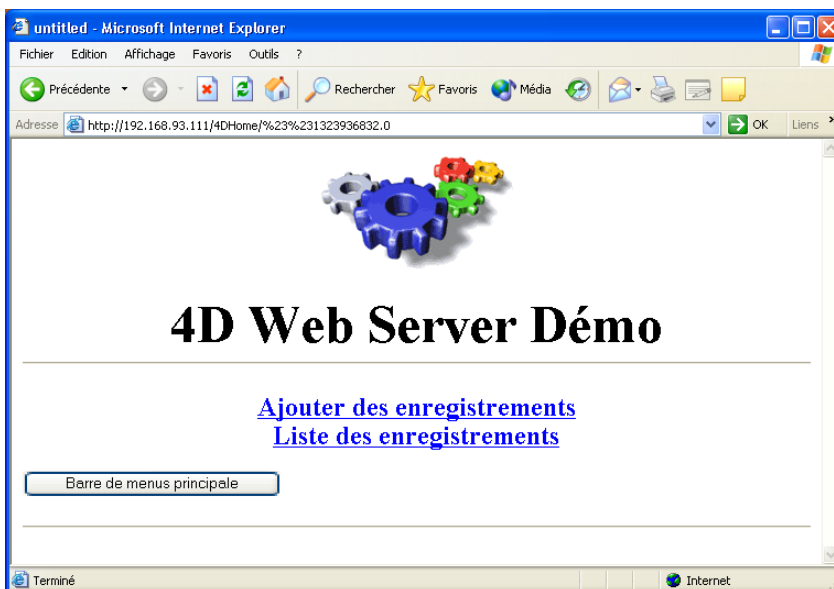 untitled - Microsoft Internet Explorer
Fichier Edition Affichage Favoris Outils ?
Précédente Rechercher Favoris Média
Adresse http://192.168.93.111/4DHome/%23%231323936832.0 OK Liens »
4D Web Server Démo
Ajouter des enregistrements
Liste des enregistrements
Barre de menus principale
Terminé Internet